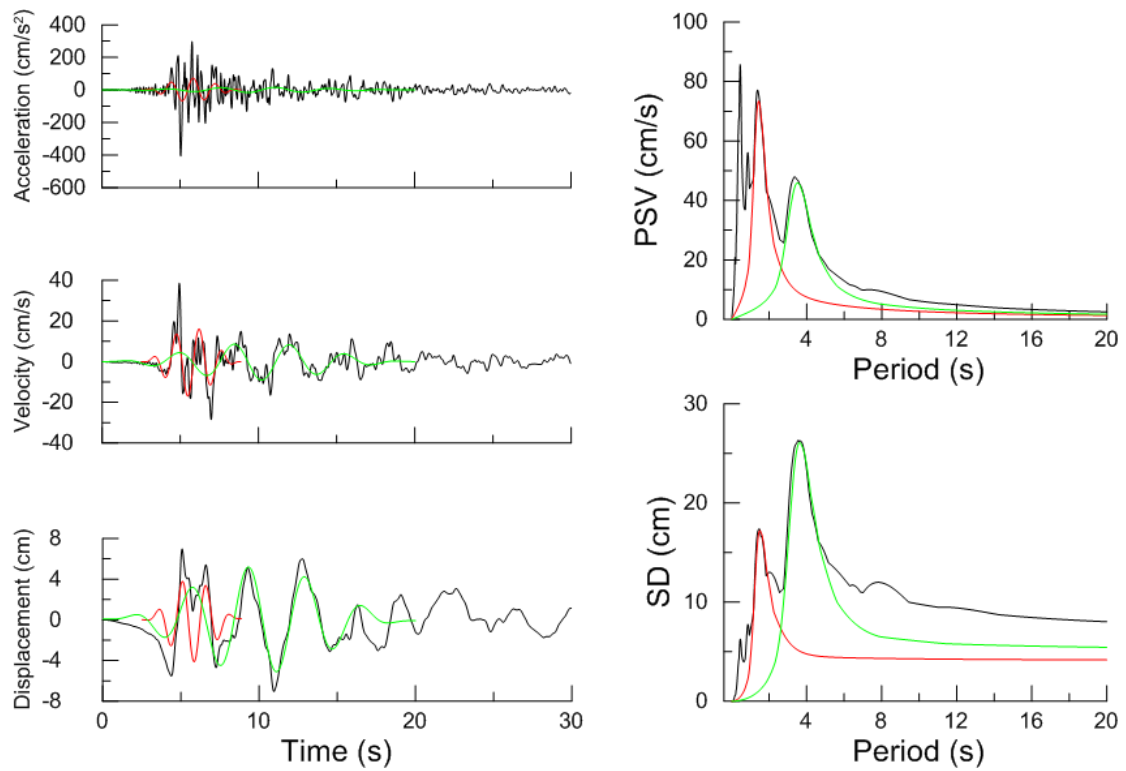 Acceleration (cm/s²)
400
200
0
-200
-400
-600
Velocity (cm/s)
40
20
0
-20
-40
Displacement (cm)
8
4
0
-4
-8
0 10 20 30
Time (s)
PSV (cm/s)
100
80
60
40
20
0
4 8 12 16 20
Period (s)
SD (cm)
30
20
10
0
4 8 12 16 20
Period (s)